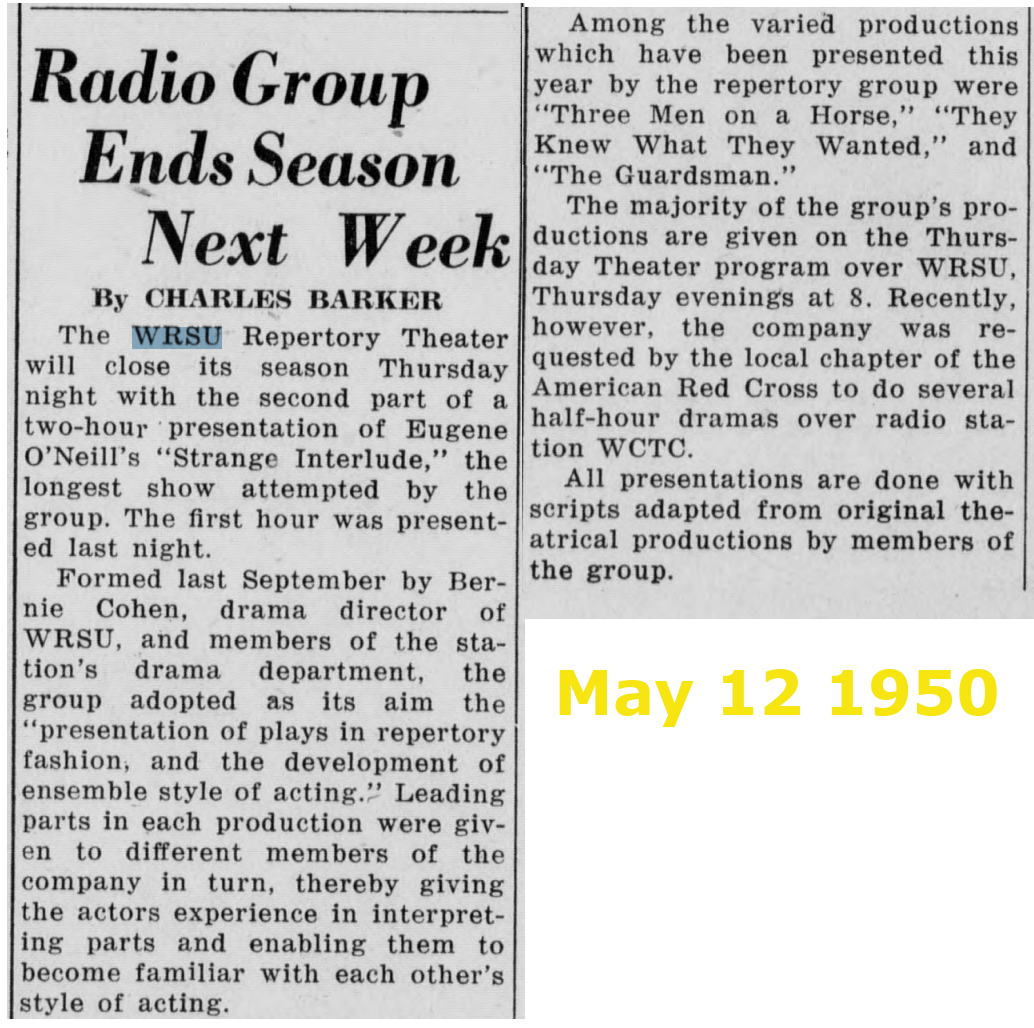 Radio Group
Ends Season
Next Week
By CHARLES BARKER
The WRSU Repertory Theater
will close its season Thursday
night with the second part of a
two-hour presentation of Eugene
O'Neill's "Strange Interlude," the
longest show attempted by the
group. The first hour was present-
ed last night.
Formed last September by Ber-
nie Cohen, drama director of
WRSU, and members of the sta-
tion's drama department, the
group adopted as its aim the
"presentation of plays in repertory
fashion, and the development of
ensemble style of acting." Leading
parts in each production were giv-
en to different members of the
company in turn, thereby giving
the actors experience in interpret-
ing parts and enabling them to
become familiar with each other's
style of acting.
Among the varied productions
which have been presented this
year by the repertory group were
"Three Men on a Horse," "They
Knew What They Wanted," and
"The Guardsman."
The majority of the group's pro-
ductions are given on the Thurs-
day Theater program over WRSU,
Thursday evenings at 8. Recently,
however, the company was re-
quested by the local chapter of the
American Red Cross to do several
half-hour dramas over radio sta-
tion WCTC.
All presentations are done with
scripts adapted from original the-
atrical productions by members of
the group.
May 12 1950